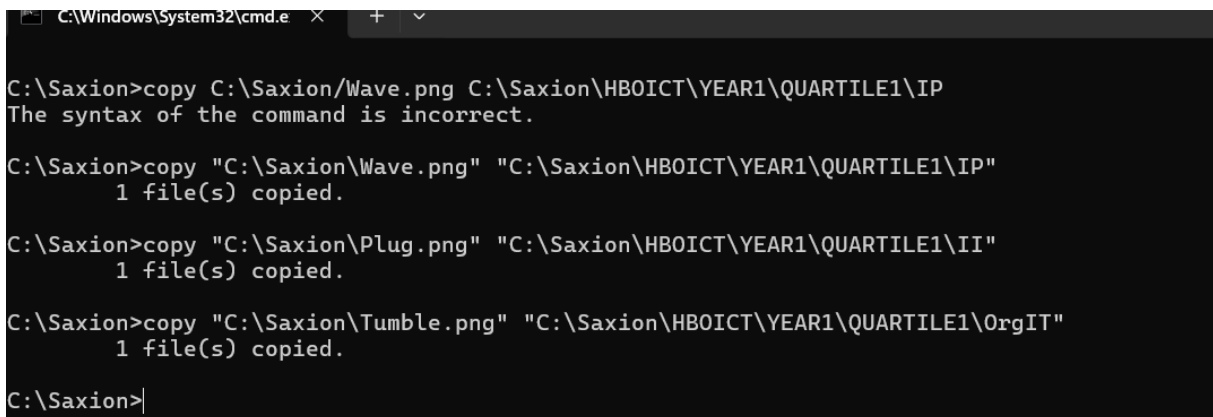 C:\Windows\System32\cmd.e
C:\Saxion>copy C:\Saxion/Wave.png C:\Saxion\HBOICT\YEAR1\QUARTILE1\IP
The syntax of the command is incorrect.
C:\Saxion>copy "C:\Saxion\Wave.png" "C:\Saxion\HBOICT\YEAR1\QUARTILE1\IP"
1 file(s) copied.
C:\Saxion>copy "C:\Saxion\Plug.png" "C:\Saxion\HBOICT\YEAR1\QUARTILE1\II"
1 file(s) copied.
C:\Saxion>copy "C:\Saxion\Tumble.png" "C:\Saxion\HBOICT\YEAR1\QUARTILE1\OrgIT"
1 file(s) copied.
C:\Saxion>